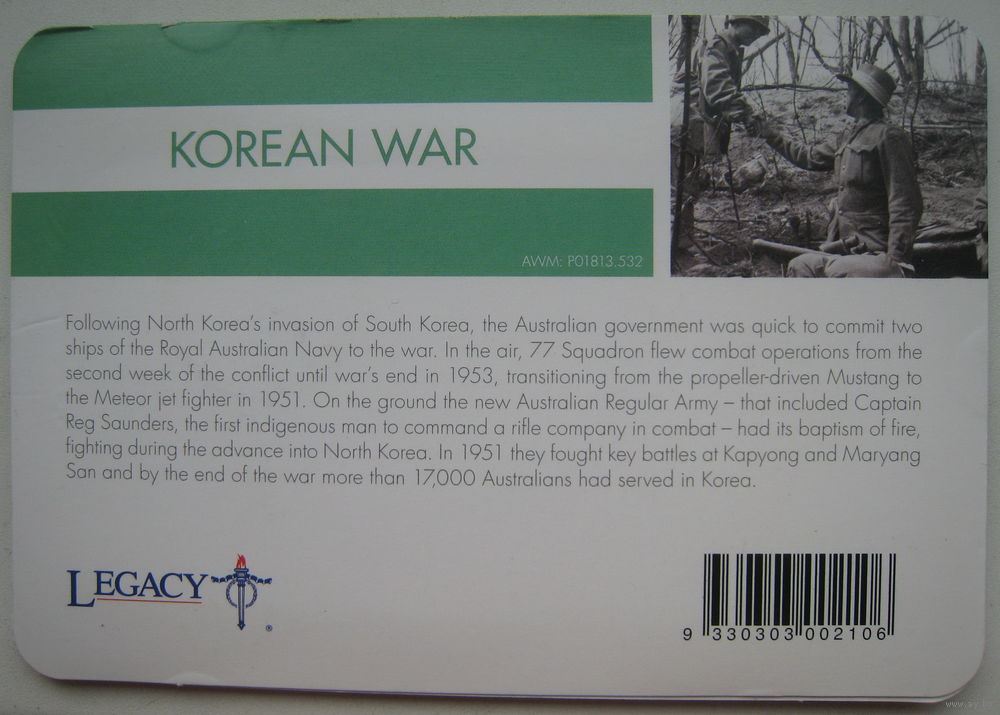 KOREAN WAR
AWM: P01813.532
Following North Korea's invasion of South Korea, the Australian government was quick to commit two
ships of the Royal Australian Navy to the war. In the air, 77 Squadron flew combat operations from the
second week of the conflict until war's end in 1953, transitioning from the propeller-driven Mustang to
the Meteor jet fighter in 1951. On the ground the new Australian Regular Army – that included Captain
Reg Saunders, the first indigenous man to command a rifle company in combat – had its baptism of fire,
fighting during the advance into North Korea. In 1951 they fought key battles at Kapyong and Maryang
San and by the end of the war more than 17,000 Australians had served in Korea.
LEGACY ®
9 330303 002106